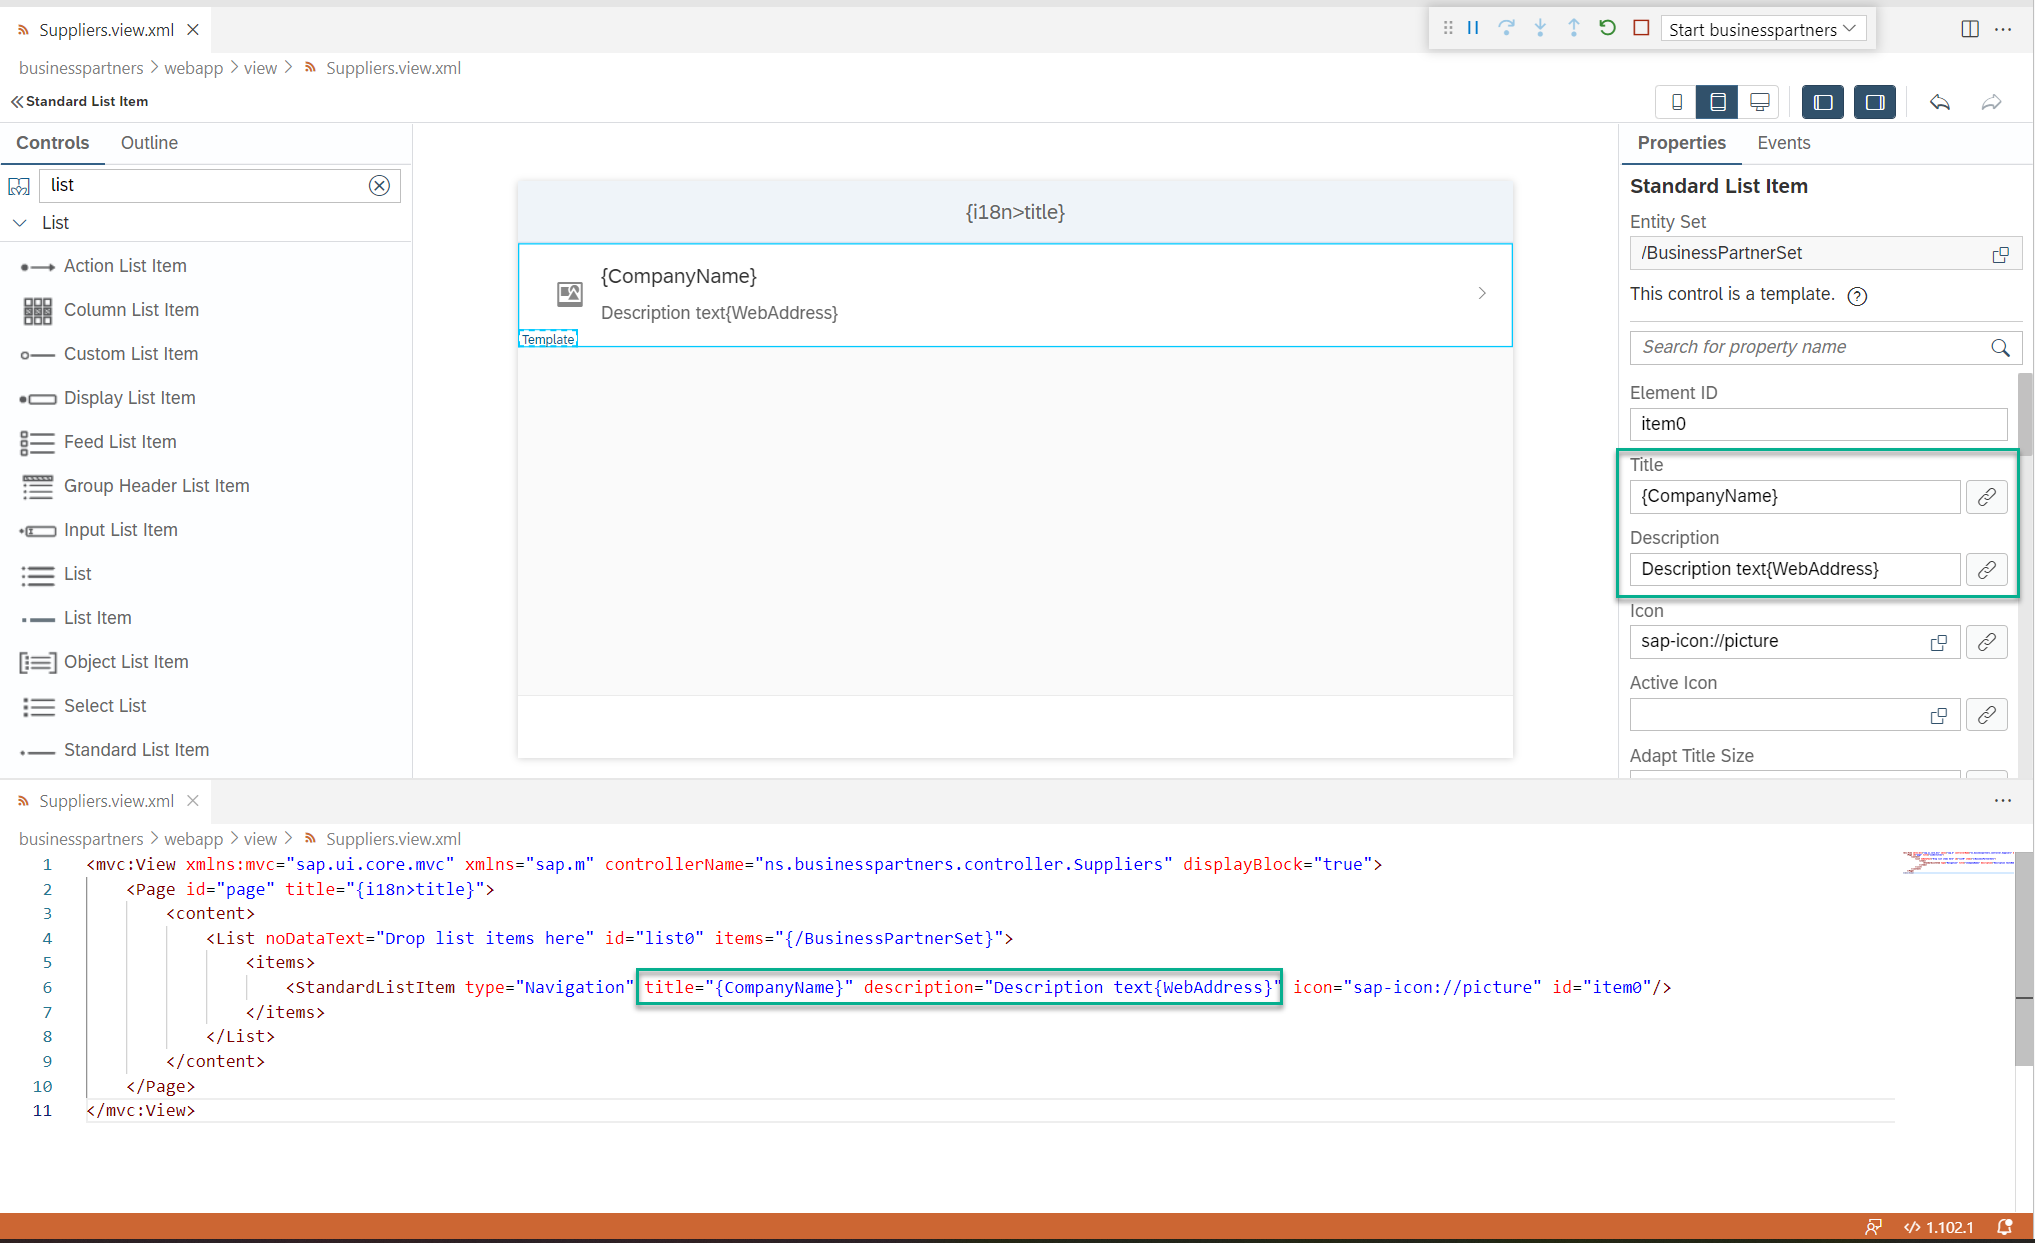 Suppliers.view.xml
Start businesspartners
businesspartners > webapp > view > Suppliers.view.xml
Standard List Item
Controls
Outline
list
List
Action List Item
Column List Item
Custom List Item
Display List Item
Feed List Item
Group Header List Item
Input List Item
List
List Item
Object List Item
Select List
Standard List Item
{i18n>title}
{CompanyName}
Description text{WebAddress}
Template
Properties
Events
Standard List Item
Entity Set
/BusinessPartnerSet
This control is a template.
Search for property name
Element ID
item0
Title
{CompanyName}
Description
Description text{WebAddress}
Icon
sap-icon://picture
Active Icon
Adapt Title Size
Suppliers.view.xml
businesspartners > webapp > view > Suppliers.view.xml
1 <mvc:View xmlns:mvc="sap.ui.core.mvc" xmlns="sap.m" controllerName="ns.businesspartners.controller.Suppliers" displayBlock="true">
2 <Page id="page" title="{i18n>title}">
3 <content>
4 <List noDataText="Drop list items here" id="list0" items="{/BusinessPartnerSet}">
5 <items>
6 <StandardListItem type="Navigation" title="{CompanyName}" description="Description text{WebAddress}" icon="sap-icon://picture" id="item0"/>
7 </items>
8 </List>
9 </content>
10 </Page>
11 </mvc:View>
</> 1.102.1